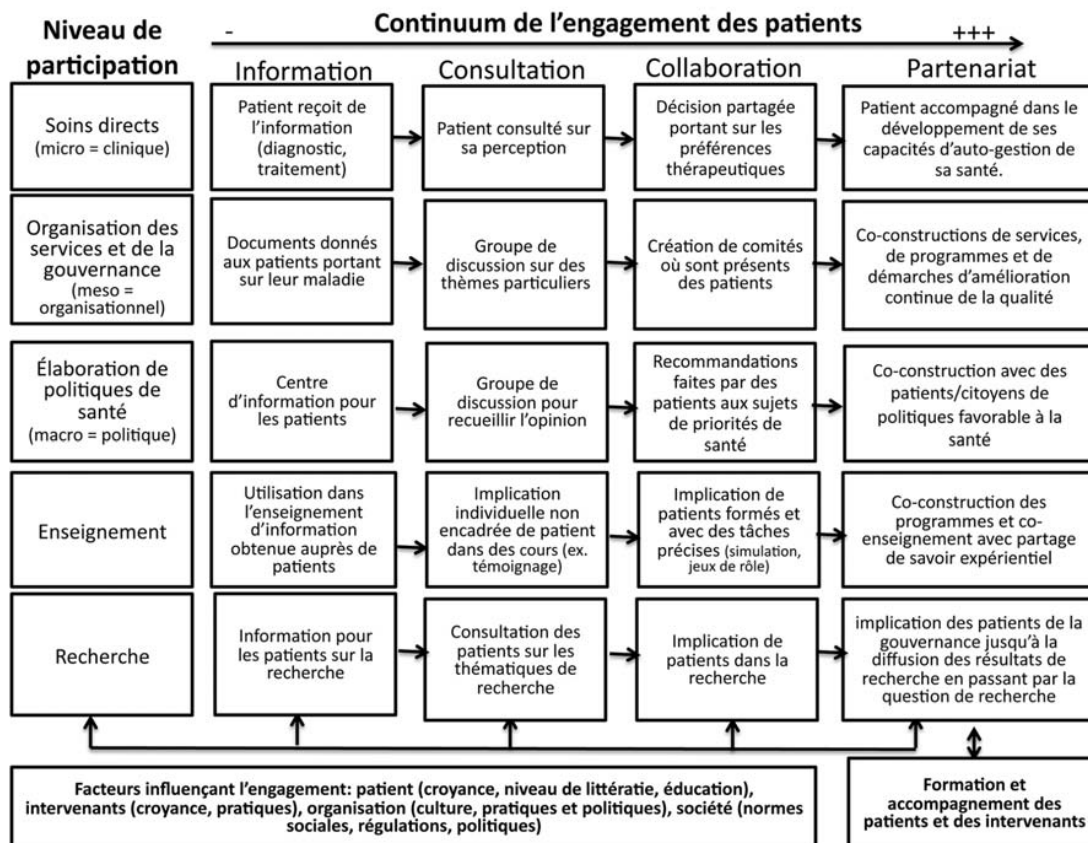 Niveau de
participation
Continuum de l’engagement des patients
-
+++
Information
Consultation
Collaboration
Partenariat
Soins directs
(micro = clinique)
Patient reçoit de
l’information
(diagnostic,
traitement)
Patient consulté sur
sa perception
Décision partagée
portant sur les
préférences
thérapeutiques
Patient accompagné dans le
développement de ses
capacités d’auto-gestion de
sa santé.
Organisation des
services et de la
gouvernance
(meso =
organisationnel)
Documents donnés
aux patients portant
sur leur maladie
Groupe de
discussion sur des
thèmes particuliers
Création de comités
où sont présents
des patients
Co-constructions de services,
de programmes et de
démarches d’amélioration
continue de la qualité
Élaboration de
politiques de
santé
(macro = politique)
Centre
d’information pour
les patients
Groupe de
discussion pour
recueillir l’opinion
Recommandations
faites par des
patients aux sujets
de priorités de
santé
Co-construction avec des
patients/citoyens de
politiques favorable à la
santé
Enseignement
Utilisation dans
l’enseignement
d’information
obtenue auprès de
patients
Implication
individuelle non
encadrée de patient
dans des cours (ex.
témoignage)
Implication de
patients formés et
avec des tâches
précises (simulation,
jeux de rôle)
Co-construction des
programmes et co-
enseignement avec partage
de savoir expérientiel
Recherche
Information pour
les patients sur la
recherche
Consultation des
patients sur les
thématiques de
recherche
Implication de
patients dans la
recherche
implication des patients de la
gouvernance jusqu’à la
diffusion des résultats de
recherche en passant par la
question de recherche
Facteurs influençant l’engagement: patient (croyance, niveau de littératie, éducation),
intervenants (croyance, pratiques), organisation (culture, pratiques et politiques), société (normes
sociales, régulations, politiques)
Formation et
accompagnement des
patients et des intervenants